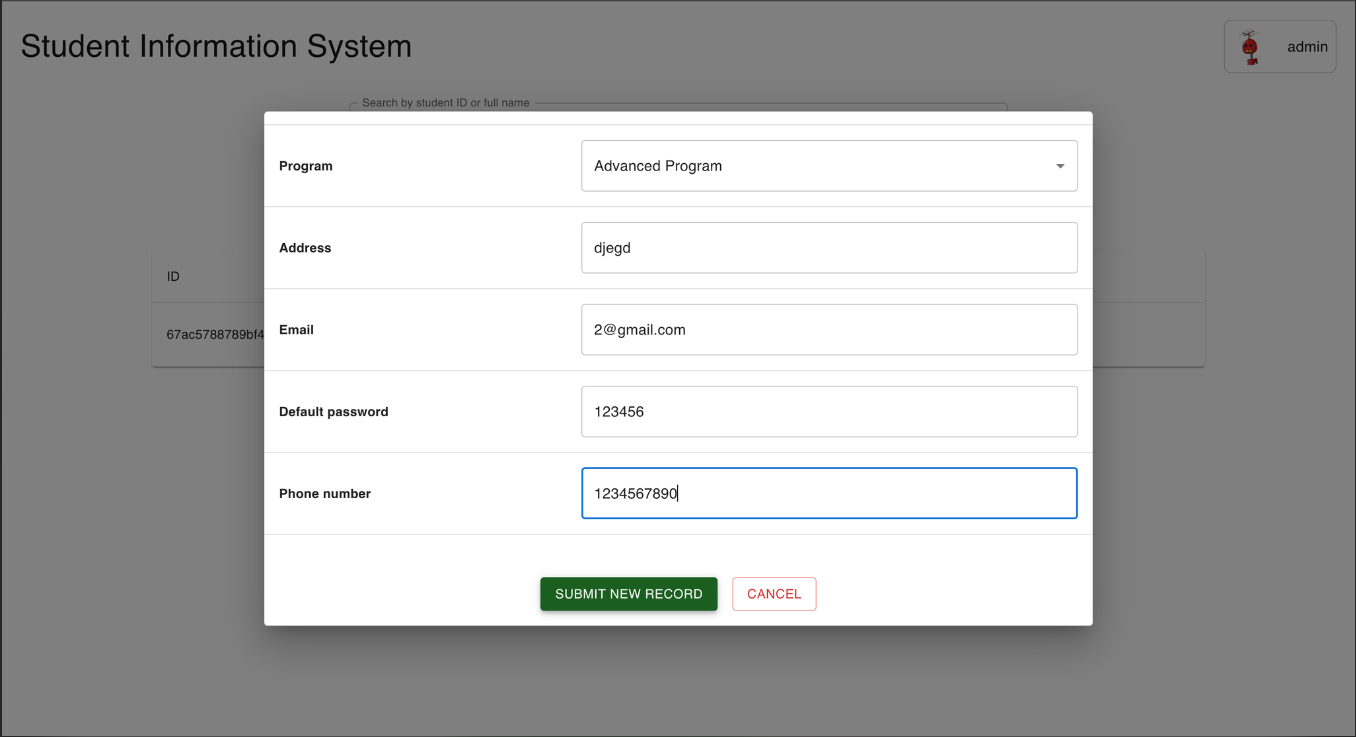 Student Information System
admin
Search by student ID or full name
Program
Advanced Program
Address
djegd
ID
Email
2@gmail.com
67ac5788789bf4
Default password
123456
Phone number
1234567890
SUBMIT NEW RECORD
CANCEL